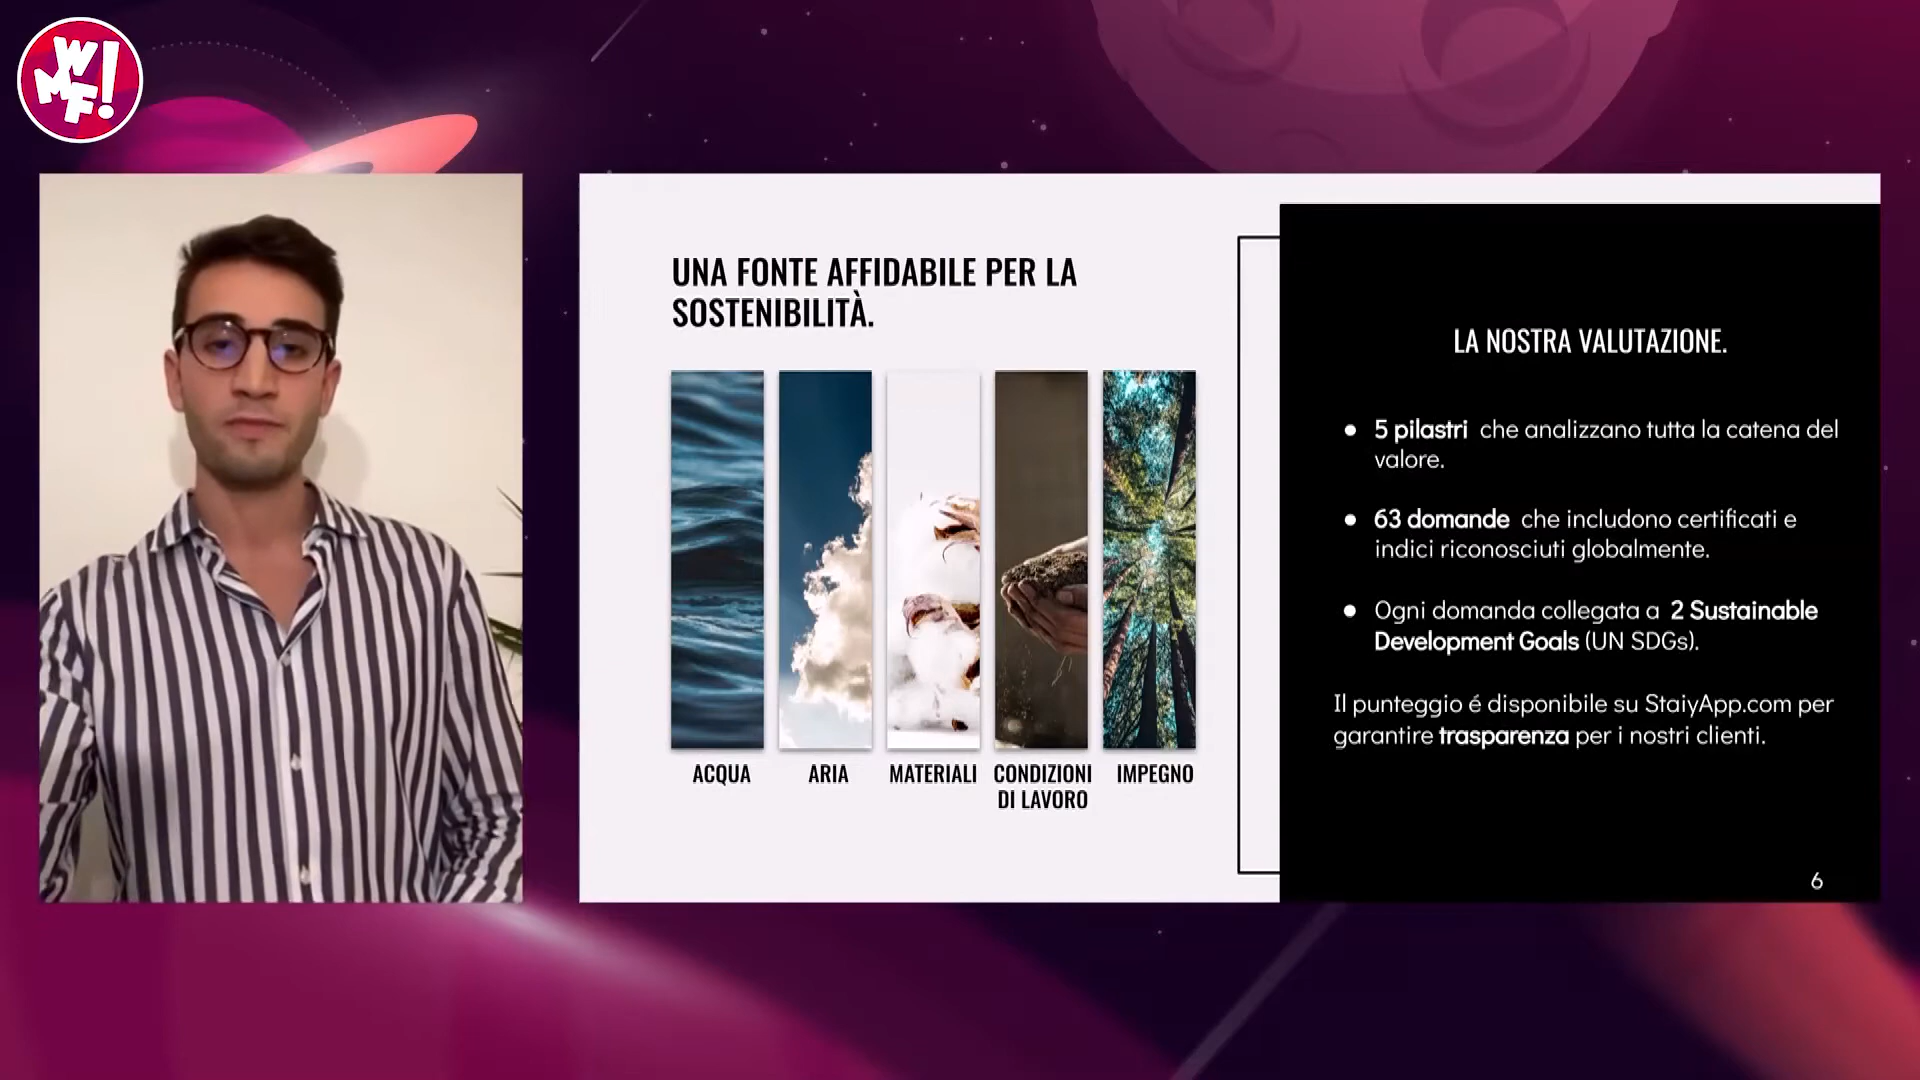 WMF!
UNA FONTE AFFIDABILE PER LA
SOSTENIBILITÀ.
ACQUA
ARIA
MATERIALI
CONDIZIONI
DI LAVORO
IMPEGNO
LA NOSTRA VALUTAZIONE.
● 5 pilastri che analizzano tutta la catena del
valore.
● 63 domande che includono certificati e
indici riconosciuti globalmente.
● Ogni domanda collegata a 2 Sustainable
Development Goals (UN SDGs).
Il punteggio é disponibile su StaiyApp.com per
garantire trasparenza per i nostri clienti.
6